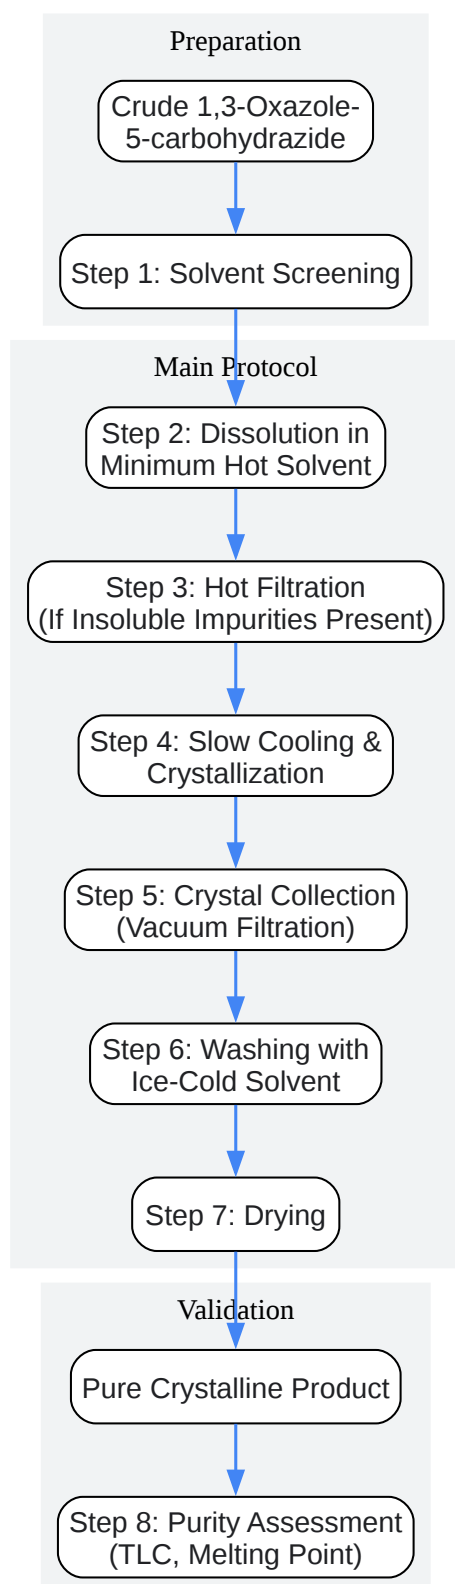 Preparation
Crude 1,3-Oxazole-
5-carbohydrazide
Step 1: Solvent Screening
Main Protocol
Step 2: Dissolution in
Minimum Hot Solvent
Step 3: Hot Filtration
(If Insoluble Impurities Present)
Step 4: Slow Cooling &
Crystallization
Step 5: Crystal Collection
(Vacuum Filtration)
Step 6: Washing with
Ice-Cold Solvent
Step 7: Drying
Validation
Pure Crystalline Product
Step 8: Purity Assessment
(TLC, Melting Point)